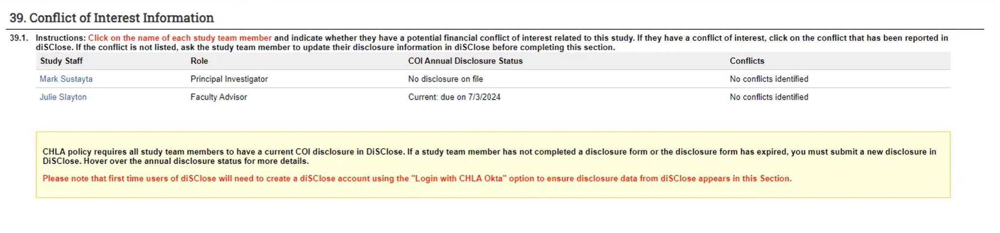 39. Conflict of Interest Information
39.1. Instructions: Click on the name of each study team member and indicate whether they have a potential financial conflict of interest related to this study. If they have a conflict of interest, click on the conflict that has been reported in
diSClose. If the conflict is not listed, ask the study team member to update their disclosure information in diSClose before completing this section.
Study Staff Role COI Annual Disclosure Status Conflicts
Mark Sustayta Principal Investigator No disclosure on file No conflicts identified
Julie Slayton Faculty Advisor Current: due on 7/3/2024 No conflicts identified
CHLA policy requires all study team members to have a current COI disclosure in DiSClose. If a study team member has not completed a disclosure form or the disclosure form has expired, you must submit a new disclosure in
DiSClose. Hover over the annual disclosure status for more details.
Please note that first time users of diSClose will need to create a diSClose account using the "Login with CHLA Okta" option to ensure disclosure data from diSClose appears in this Section.